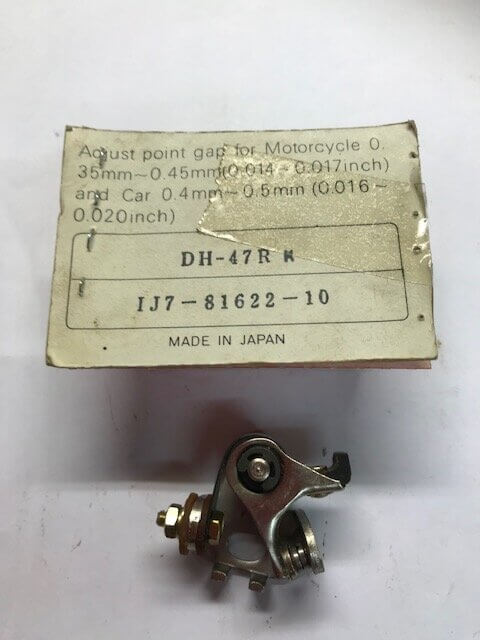 Adjust point gap for Motorcycle 0.
35mm~0.45mm(0.014~0.017inch)
and Car 0.4mm~0.5mm (0.016~
0.020inch)
DH-47R
IJ7-81622-10
MADE IN JAPAN